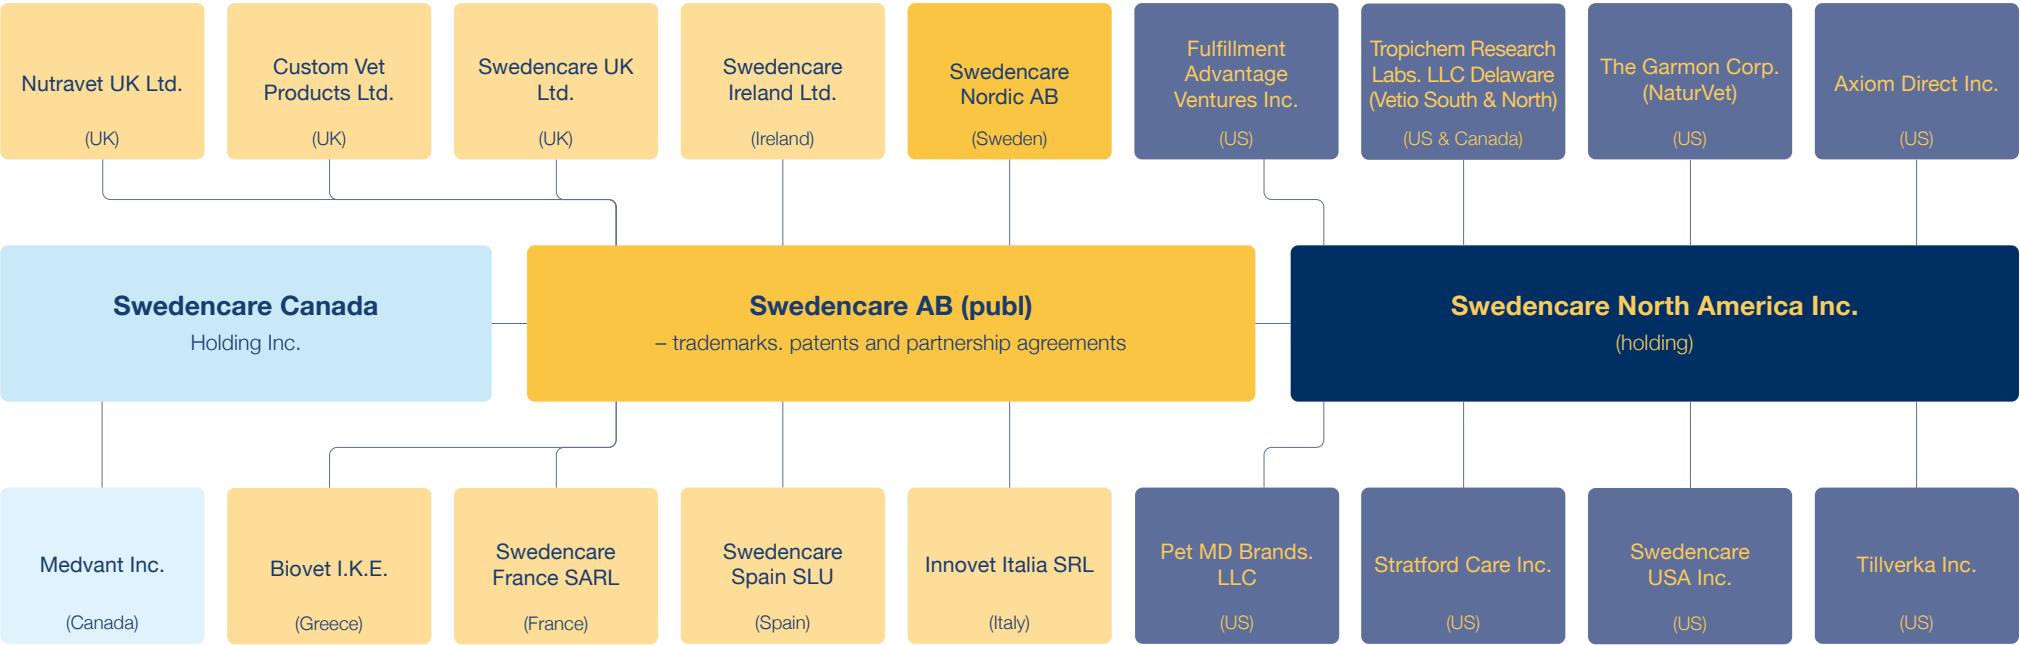 Nutravet UK Ltd.
(UK)
Custom Vet
Products Ltd.
(UK)
Swedencare UK
Ltd.
(UK)
Swedencare
Ireland Ltd.
(Ireland)
Swedencare
Nordic AB
(Sweden)
Fulfillment
Advantage
Ventures Inc.
(US)
Tropichem Research
Labs. LLC Delaware
(Vetio South & North)
(US & Canada)
The Garmon Corp.
(NaturVet)
(US)
Axiom Direct Inc.
(US)
Swedencare Canada
Holding Inc.
Swedencare AB (publ)
– trademarks. patents and partnership agreements
Swedencare North America Inc.
(holding)
Medvant Inc.
(Canada)
Biovet I.K.E.
(Greece)
Swedencare
France SARL
(France)
Swedencare
Spain SLU
(Spain)
Innovet Italia SRL
(Italy)
Pet MD Brands.
LLC
(US)
Stratford Care Inc.
(US)
Swedencare
USA Inc.
(US)
Tillverka Inc.
(US)